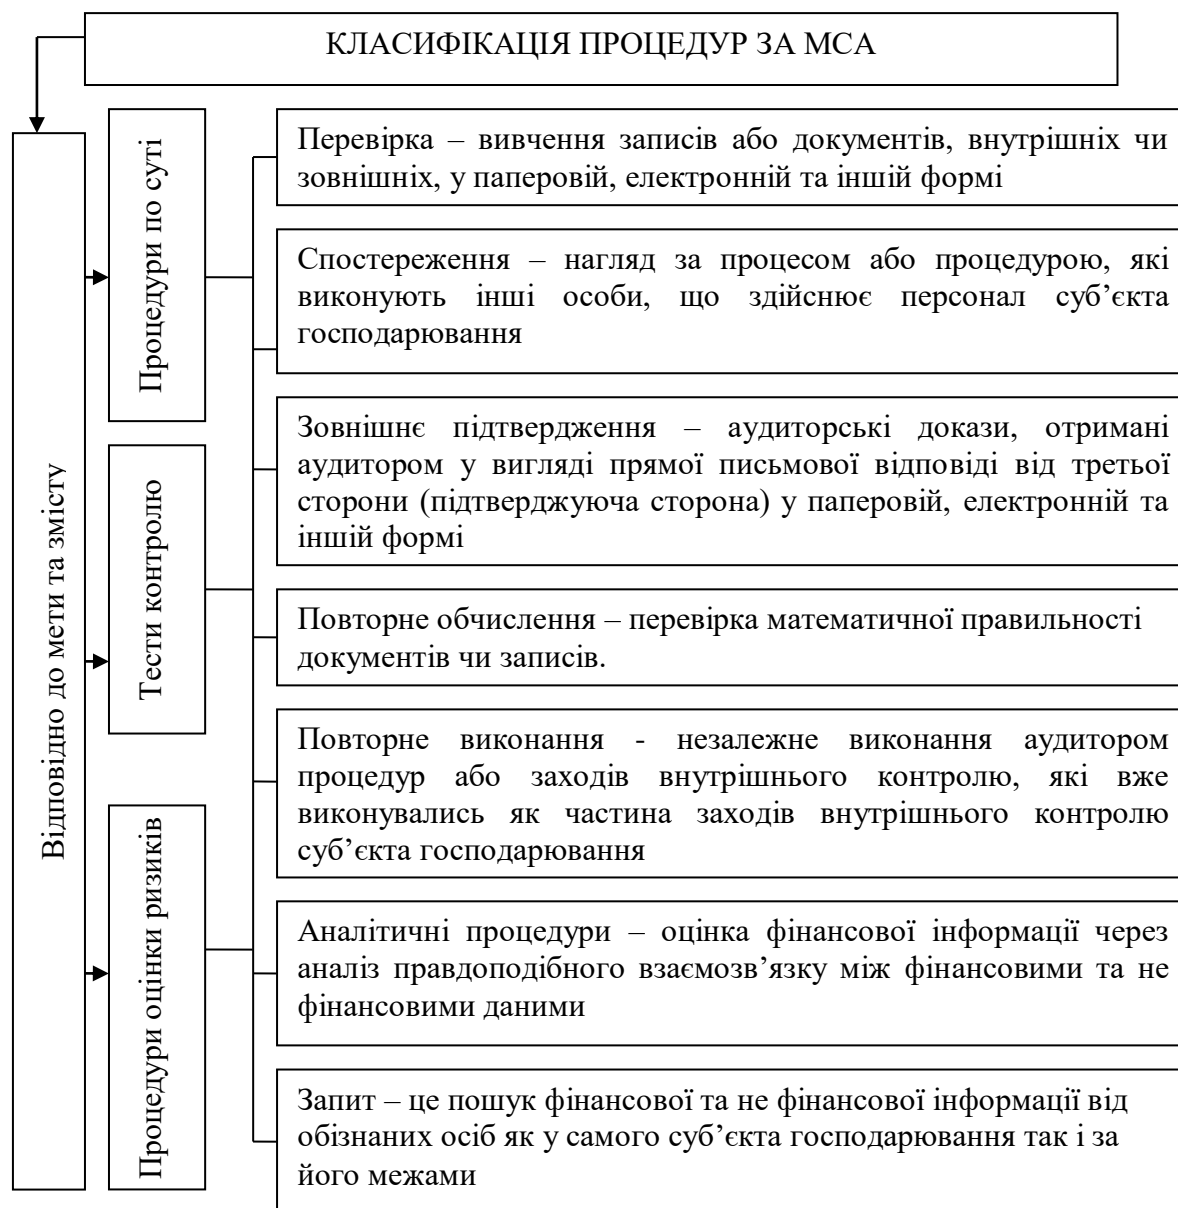 КЛАСИФІКАЦІЯ ПРОЦЕДУР ЗА МСА
Відповідно до мети та змісту
Процедури по суті
Тести контролю
Процедури оцінки ризиків
Перевірка – вивчення записів або документів, внутрішніх чи
зовнішніх, у паперовій, електронній та іншій формі
Спостереження – нагляд за процесом або процедурою, які
виконують інші особи, що здійснює персонал суб’єкта
господарювання
Зовнішнє підтвердження – аудиторські докази, отримані
аудитором у вигляді прямої письмової відповіді від третьої
сторони (підтверджуюча сторона) у паперовій, електронній та
іншій формі
Повторне обчислення – перевірка математичної правильності
документів чи записів.
Повторне виконання - незалежне виконання аудитором
процедур або заходів внутрішнього контролю, які вже
виконувались як частина заходів внутрішнього контролю
суб’єкта господарювання
Аналітичні процедури – оцінка фінансової інформації через
аналіз правдоподібного взаємозв’язку між фінансовими та не
фінансовими даними
Запит – це пошук фінансової та не фінансової інформації від
обізнаних осіб як у самого суб’єкта господарювання так і за
його межами